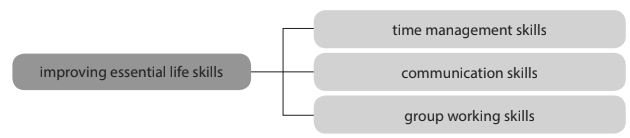 improving essential life skills
time management skills
communication skills
group working skills